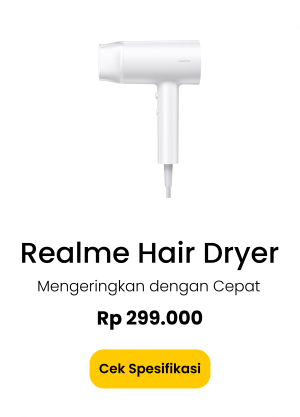 Realme Hair Dryer
Mengeringkan dengan Cepat
Rp 299.000
Cek Spesifikasi